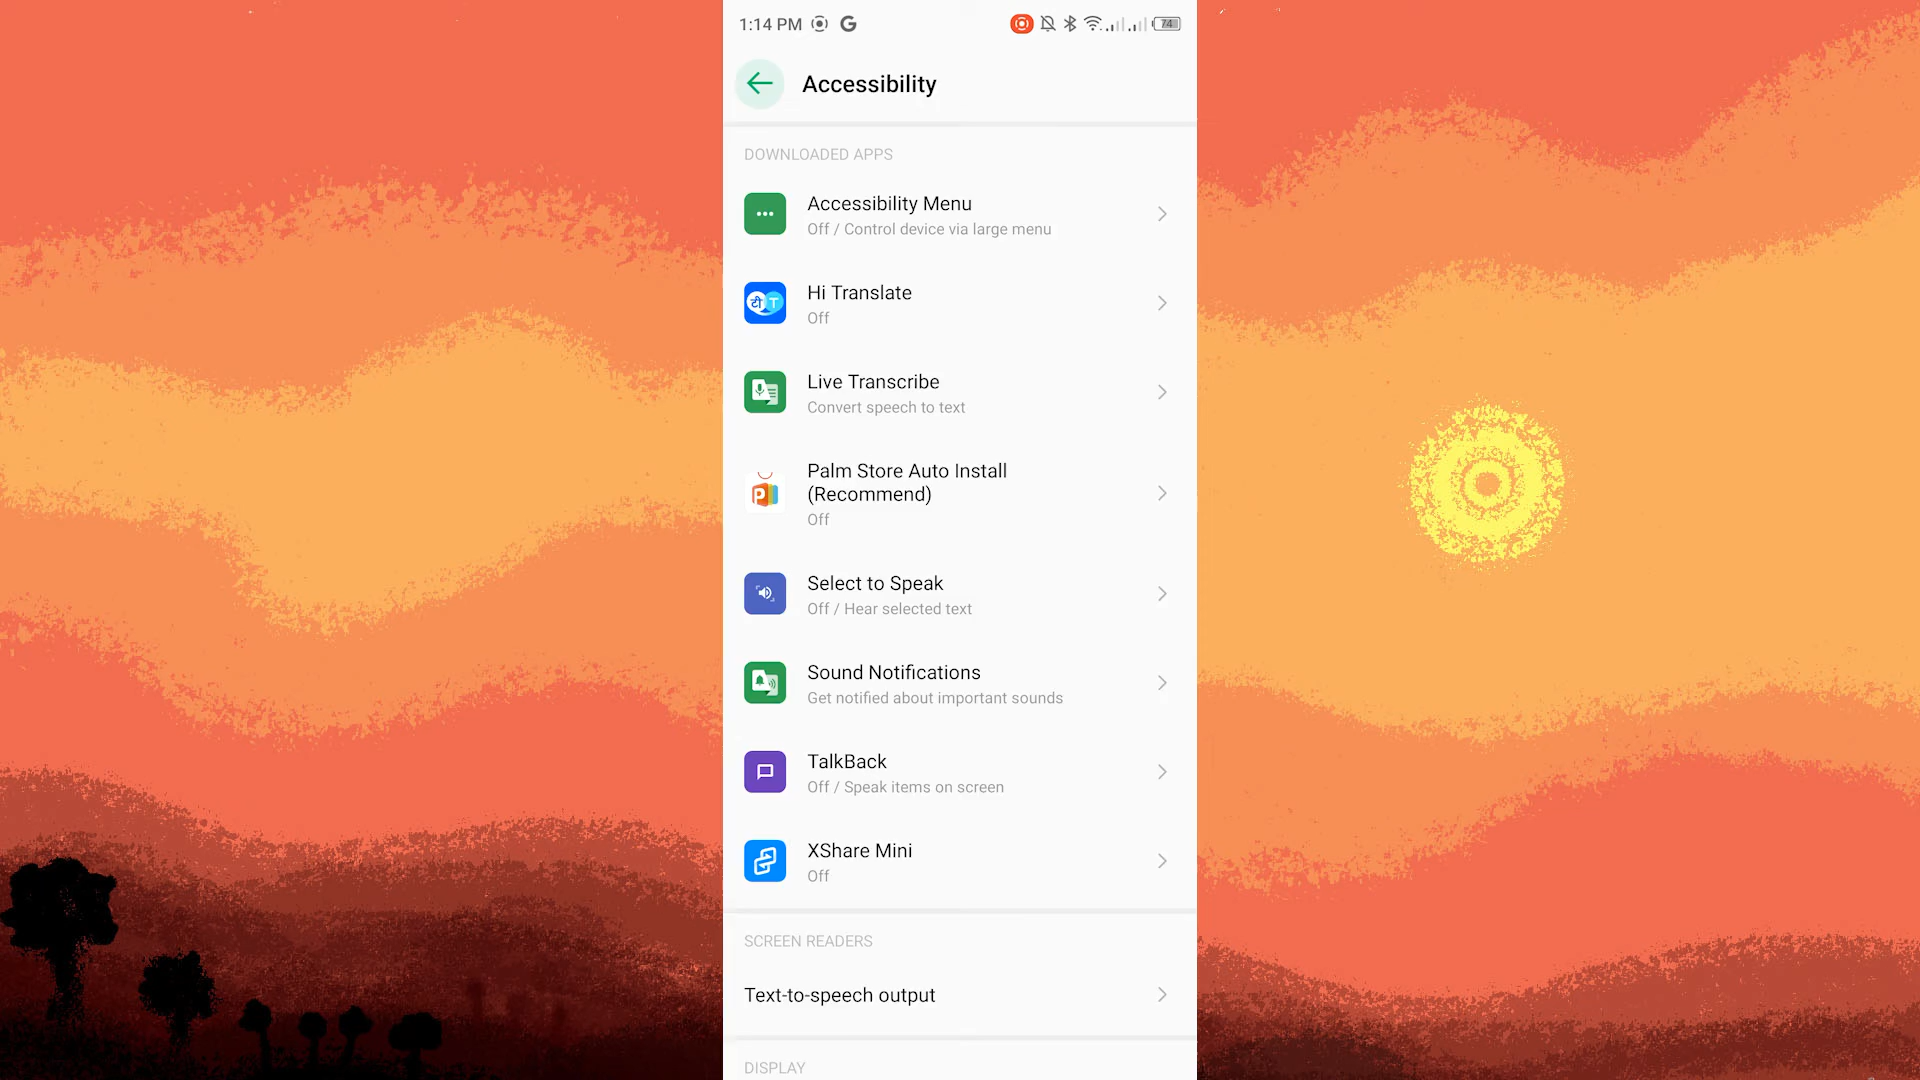 1:14 PM
74
Accessibility
DOWNLOADED APPS
Accessibility Menu
Off / Control device via large menu
Hi Translate
Off
Live Transcribe
Convert speech to text
Palm Store Auto Install
(Recommend)
Off
Select to Speak
Off / Hear selected text
Sound Notifications
Get notified about important sounds
TalkBack
Off / Speak items on screen
XShare Mini
Off
SCREEN READERS
Text-to-speech output
DISPLAY